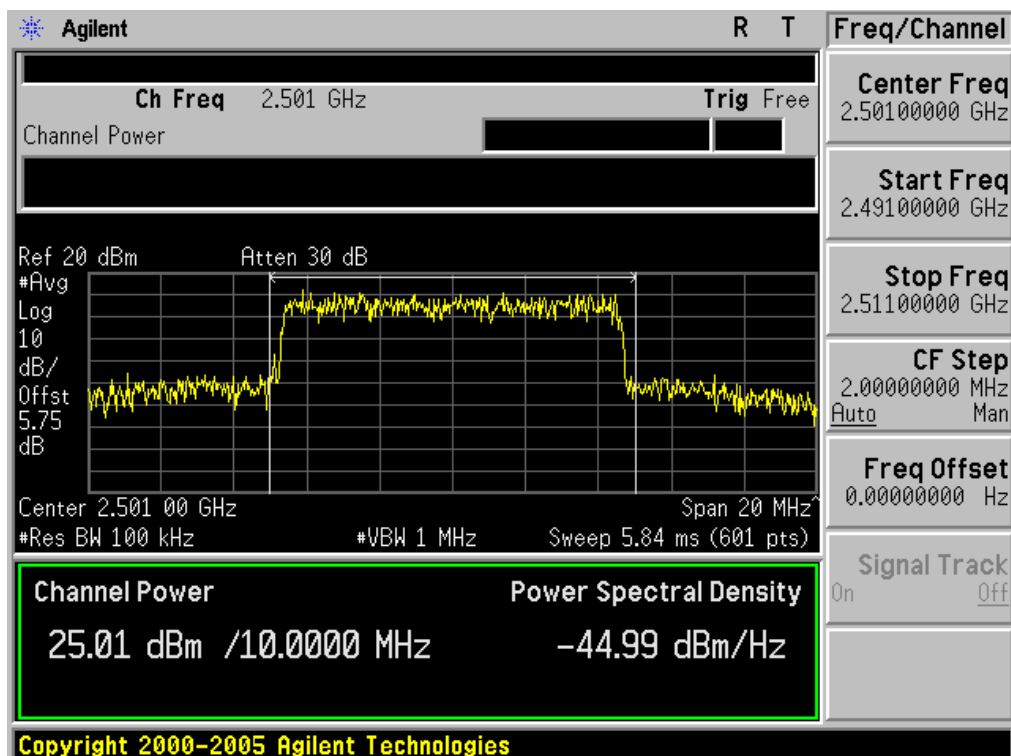 Agilent R T
Ch Freq 2.501 GHz Trig Free
Channel Power
Ref 20 dBm Atten 30 dB
#Avg
Log
10
dB/
Offst
5.75
dB
Center 2.501 00 GHz Span 20 MHz^
#Res BW 100 kHz #VBW 1 MHz Sweep 5.84 ms (601 pts)
Channel Power Power Spectral Density
25.01 dBm /10.0000 MHz -44.99 dBm/Hz
Copyright 2000-2005 Agilent Technologies
Freq/Channel
Center Freq
2.50100000 GHz
Start Freq
2.49100000 GHz
Stop Freq
2.51100000 GHz
CF Step
2.00000000 MHz
Auto Man
Freq Offset
0.00000000 Hz
Signal Track
On Off